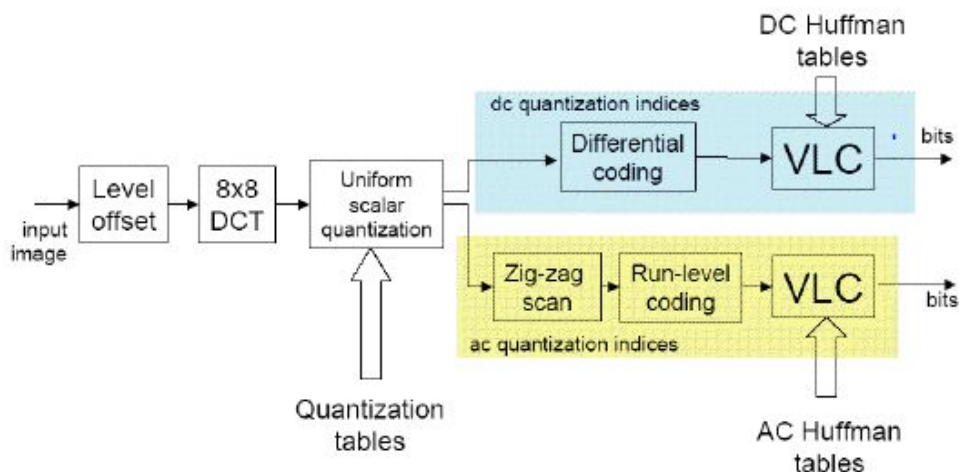 DC Huffman
tables
dc quantization indices
Differential
coding
VLC
bits
input
image
Level
offset
8x8
DCT
Uniform
scalar
quantization
Zig-zag
scan
Run-level
coding
VLC
bits
ac quantization indices
Quantization
tables
AC Huffman
tables